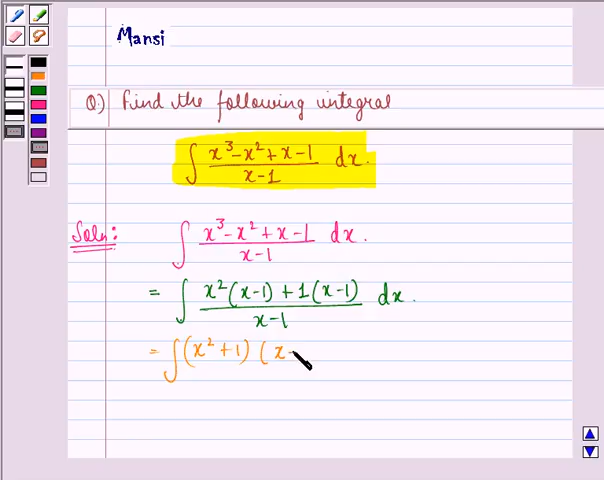 Mansi
Q.) Find the following integral
∫ x³-x²+x-1 / x-1 dx.
Soln: ∫ x³-x²+x-1 / x-1 dx.
= ∫ x²(x-1)+1(x-1) / x-1 dx.
= ∫ (x²+1) (x-